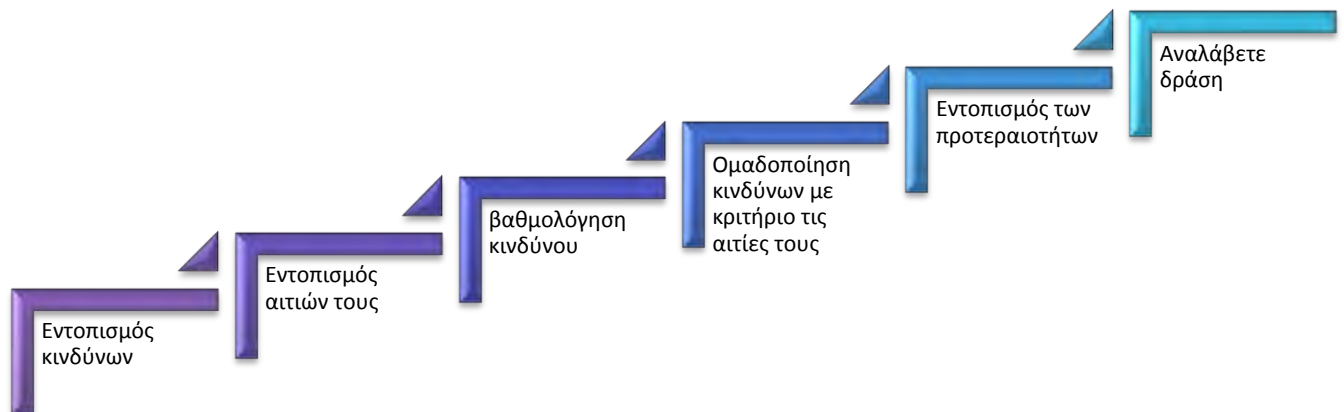 Εντοπισμός
κινδύνων
Εντοπισμός
αιτιών τους
βαθμολόγηση
κινδύνου
Ομαδοποίηση
κινδύνων με
κριτήριο τις
αιτίες τους
Εντοπισμός των
προτεραιοτήτων
Αναλάβετε
δράση